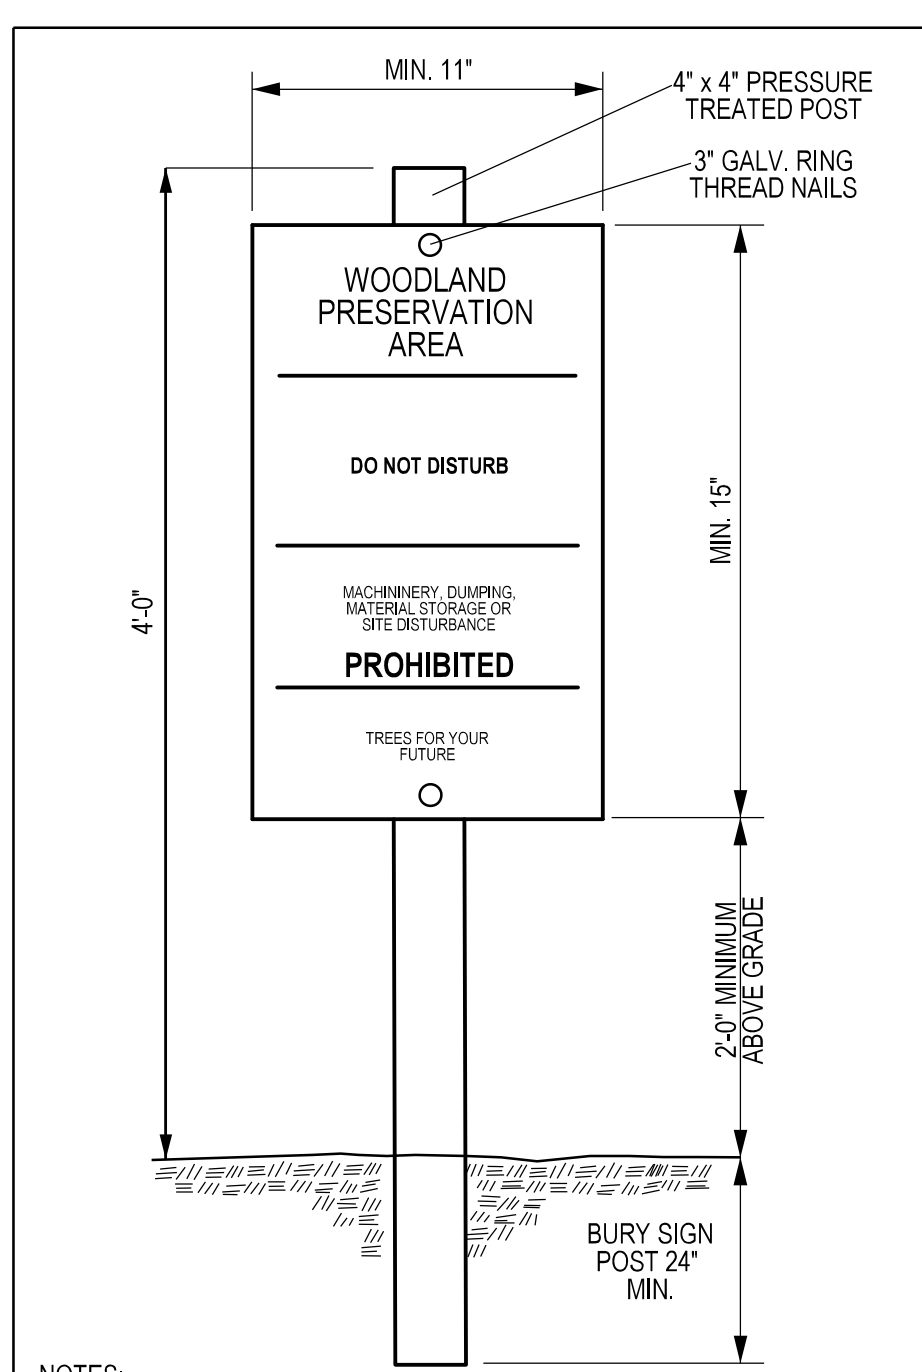 MIN. 11"
4" x 4" PRESSURE
TREATED POST
3" GALV. RING
THREAD NAILS
WOODLAND
PRESERVATION
AREA
DO NOT DISTURB
MACHININERY, DUMPING,
MATERIAL STORAGE OR
SITE DISTURBANCE
PROHIBITED
TREES FOR YOUR
FUTURE
4'-0"
MIN. 15"
2'-0" MINIMUM
ABOVE GRADE
BURY SIGN
POST 24"
MIN.
NOTES: